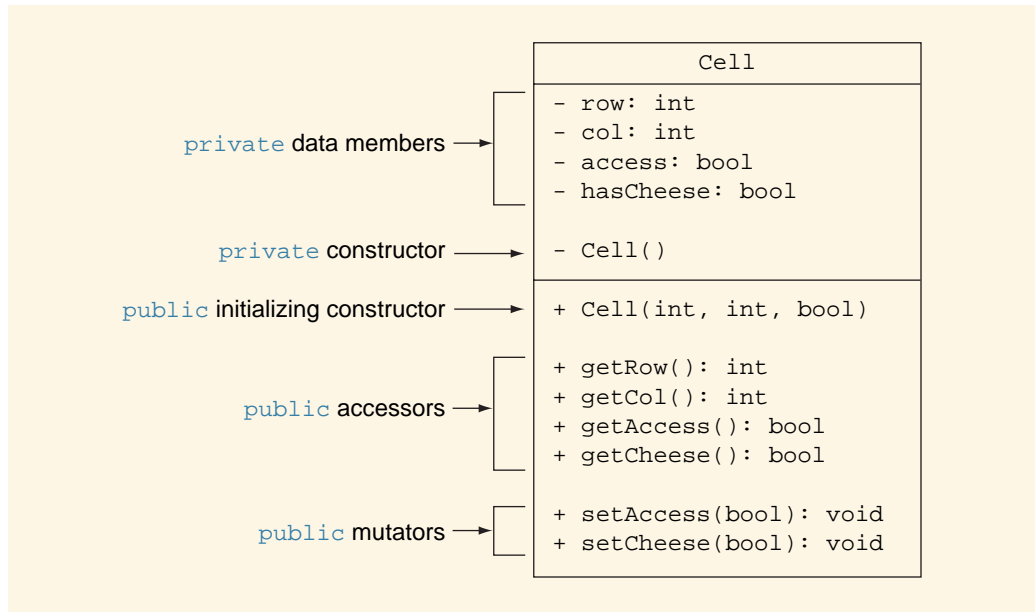 Cell
private data members
- row: int
- col: int
- access: bool
- hasCheese: bool
private constructor
- Cell()
public initializing constructor
+ Cell(int, int, bool)
public accessors
+ getRow(): int
+ getCol(): int
+ getAccess(): bool
+ getCheese(): bool
public mutators
+ setAccess(bool): void
+ setCheese(bool): void